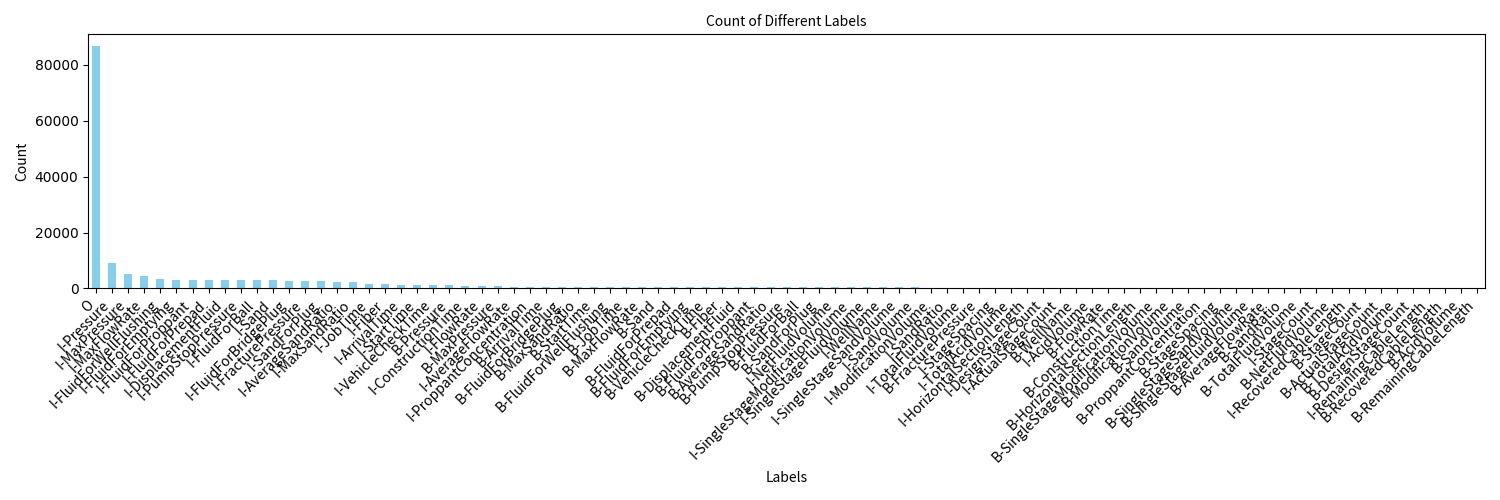 Count of Different Labels
Count
80000
60000
40000
20000
0
O
I-Pressure
I-MaxPressure
I-MaxFlowRate
I-FluidForWellFlushing
I-FluidForEmptying
I-FluidForProppant
I-FluidForPrepad
I-DisplacementFluid
I-PumpStopPressure
I-FluidForBall
I-Sand
I-FluidForBridgePlug
I-FracturePressure
I-SandForPlug
I-AverageSandRatio
I-MaxSandRatio
I-JobTime
I-Fiber
I-ArrivalTime
I-StartTime
I-VehicleCheckTime
B-Pressure
I-ConstructionTime
I-FlowRate
B-MaxPressure
I-AverageFlowRate
I-ProppantConcentration
B-ArrivalTime
B-FluidForBridgePlug
B-MaxSandRatio
B-StartTime
B-FluidForWellFlushing
B-JobTime
B-MaxFlowRate
B-Sand
B-FluidForPrepad
B-FluidForEmptying
B-VehicleCheckTime
B-Fiber
B-DisplacementFluid
B-FluidForProppant
B-AverageSandRatio
B-PumpStopPressure
B-FluidForBall
B-SandForPlug
I-NetFluidVolume
I-SingleStageModificationVolume
I-SingleStageFluidVolume
I-WellName
I-SandVolume
I-SingleStageSandVolume
I-ModificationVolume
I-SandRatio
I-TotalFluidVolume
B-FracturePressure
I-StageSpacing
I-TotalAcidVolume
I-HorizontalSectionLength
I-DesignStageCount
I-ActualStageCount
B-WellName
I-AcidVolume
B-FlowRate
B-ConstructionTime
B-HorizontalSectionLength
B-SingleStageModificationVolume
B-ModificationVolume
B-SandVolume
B-ProppantConcentration
B-StageSpacing
B-SingleStageSandVolume
B-SingleStageFluidVolume
B-AverageFlowRate
B-SandRatio
B-TotalFluidVolume
I-StageCount
B-NetFluidVolume
I-RecoveredCableLength
B-StageCount
B-ActualStageCount
B-TotalAcidVolume
B-DesignStageCount
I-RemainingCableLength
B-RecoveredCableLength
B-AcidVolume
B-RemainingCableLength
Labels